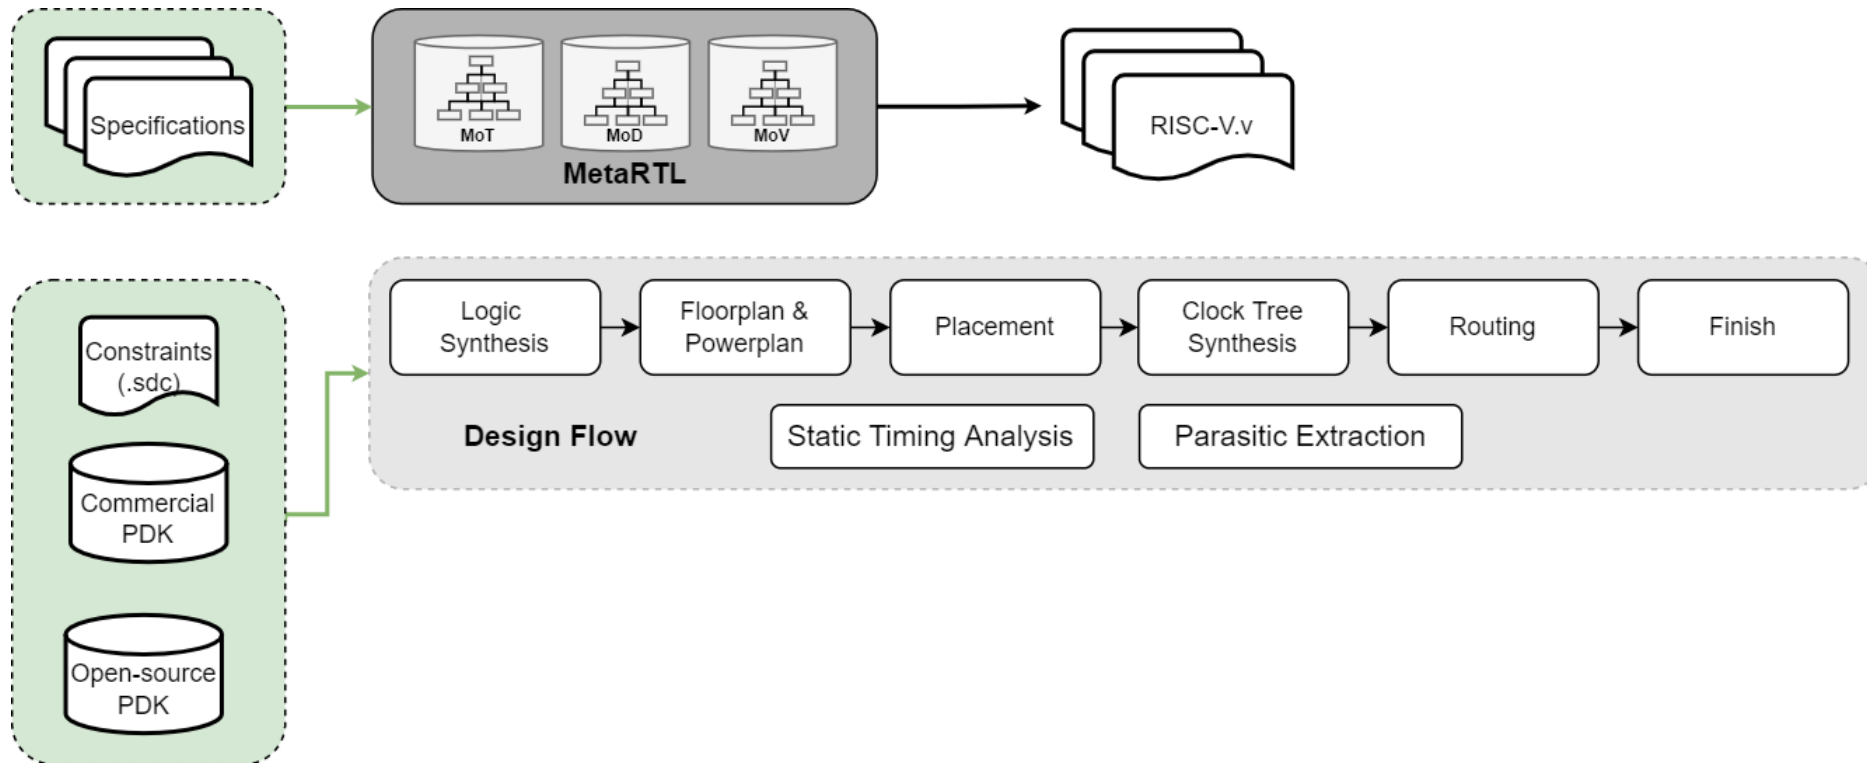 Specifications
MoT
MoD
MoV
MetaRTL
RISC-V.v
Constraints
(.sdc)
Commercial
PDK
Open-source
PDK
Logic
Synthesis
Floorplan &
Powerplan
Placement
Clock Tree
Synthesis
Routing
Finish
Design Flow
Static Timing Analysis
Parasitic Extraction